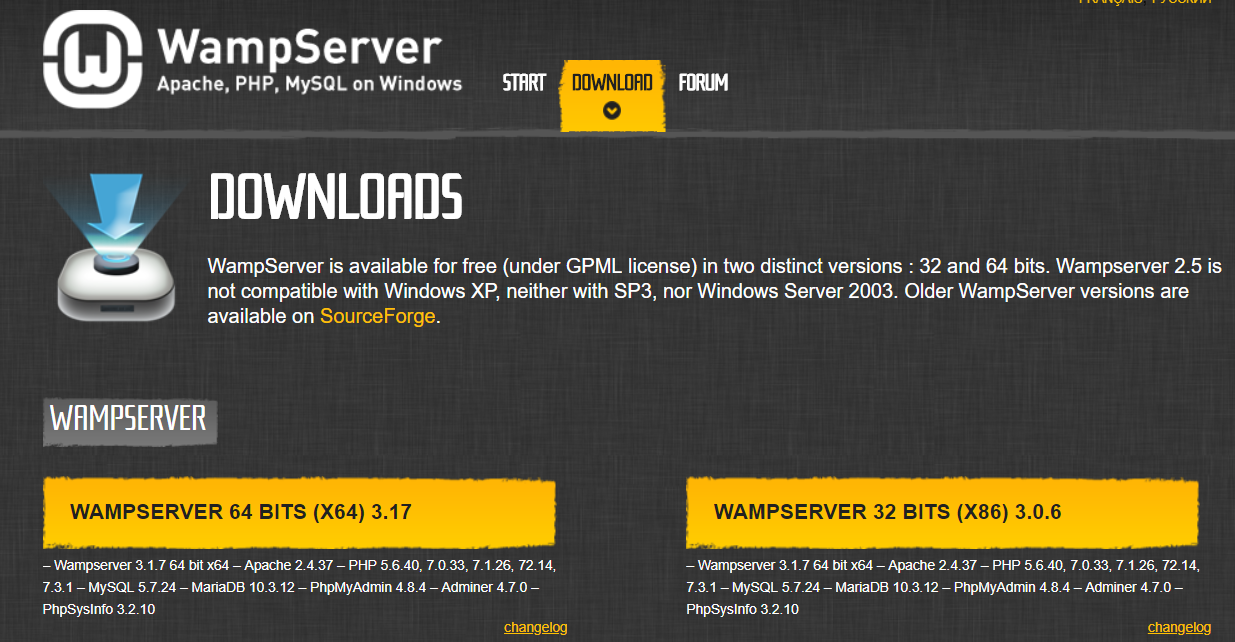 FRANÇAIS РУССКИЙ
WampServer
Apache, PHP, MySQL on Windows
START DOWNLOAD FORUM
DOWNLOADS
WampServer is available for free (under GPML license) in two distinct versions : 32 and 64 bits. Wampserver 2.5 is
not compatible with Windows XP, neither with SP3, nor Windows Server 2003. Older WampServer versions are
available on SourceForge.
WAMPSERVER
WAMPSERVER 64 BITS (X64) 3.17
– Wampserver 3.1.7 64 bit x64 – Apache 2.4.37 – PHP 5.6.40, 7.0.33, 7.1.26, 72.14,
7.3.1 – MySQL 5.7.24 – MariaDB 10.3.12 – PhpMyAdmin 4.8.4 – Adminer 4.7.0 –
PhpSysInfo 3.2.10
changelog
WAMPSERVER 32 BITS (X86) 3.0.6
– Wampserver 3.1.7 64 bit x64 – Apache 2.4.37 – PHP 5.6.40, 7.0.33, 7.1.26, 72.14,
7.3.1 – MySQL 5.7.24 – MariaDB 10.3.12 – PhpMyAdmin 4.8.4 – Adminer 4.7.0 –
PhpSysInfo 3.2.10
changelog